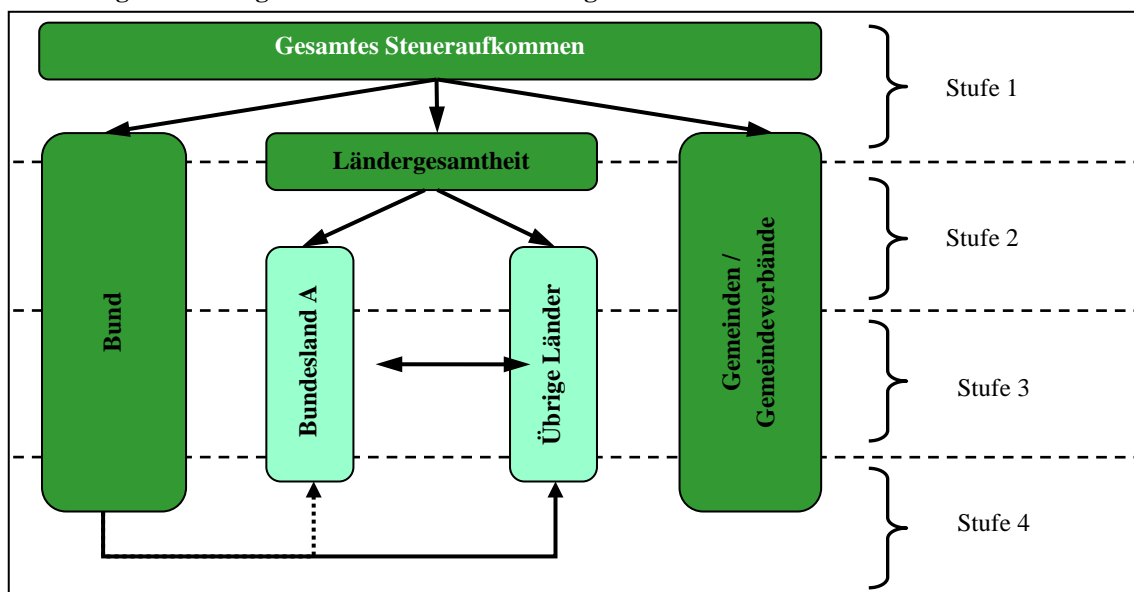 Gesamtes Steueraufkommen
Stufe 1
Ländergesamtheit
Stufe 2
Bund
Bundesland A
Übrige Länder
Gemeinden /
Gemeindeverbände
Stufe 3
Stufe 4